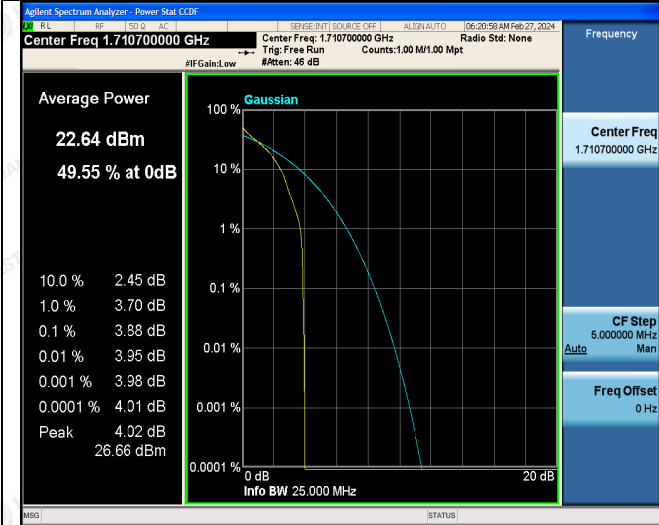 Agilent Spectrum Analyzer - Power Stat CCDF
LXI RL RF 50 Ω AC SENSE:INT SOURCE OFF ALIGN AUTO 06:20:59 AM Feb 27, 2024
Center Freq 1.710700000 GHz
Center Freq: 1.710700000 GHz Radio Std: None
Trig: Free Run Counts:1.00 M/1.00 Mpt
#IFGain:Low #Atten: 46 dB
Frequency
Average Power
22.64 dBm
49.55 % at 0dB
10.0 % 2.45 dB
1.0 % 3.70 dB
0.1 % 3.88 dB
0.01 % 3.95 dB
0.001 % 3.98 dB
0.0001 % 4.01 dB
Peak 4.02 dB
26.66 dBm
Gaussian
100 %
10 %
1 %
0.1 %
0.01 %
0.001 %
0.0001 %
0 dB 20 dB
Info BW 25.000 MHz
Center Freq
1.710700000 GHz
CF Step
5.000000 MHz
Auto Man
Freq Offset
0 Hz
MSG STATUS